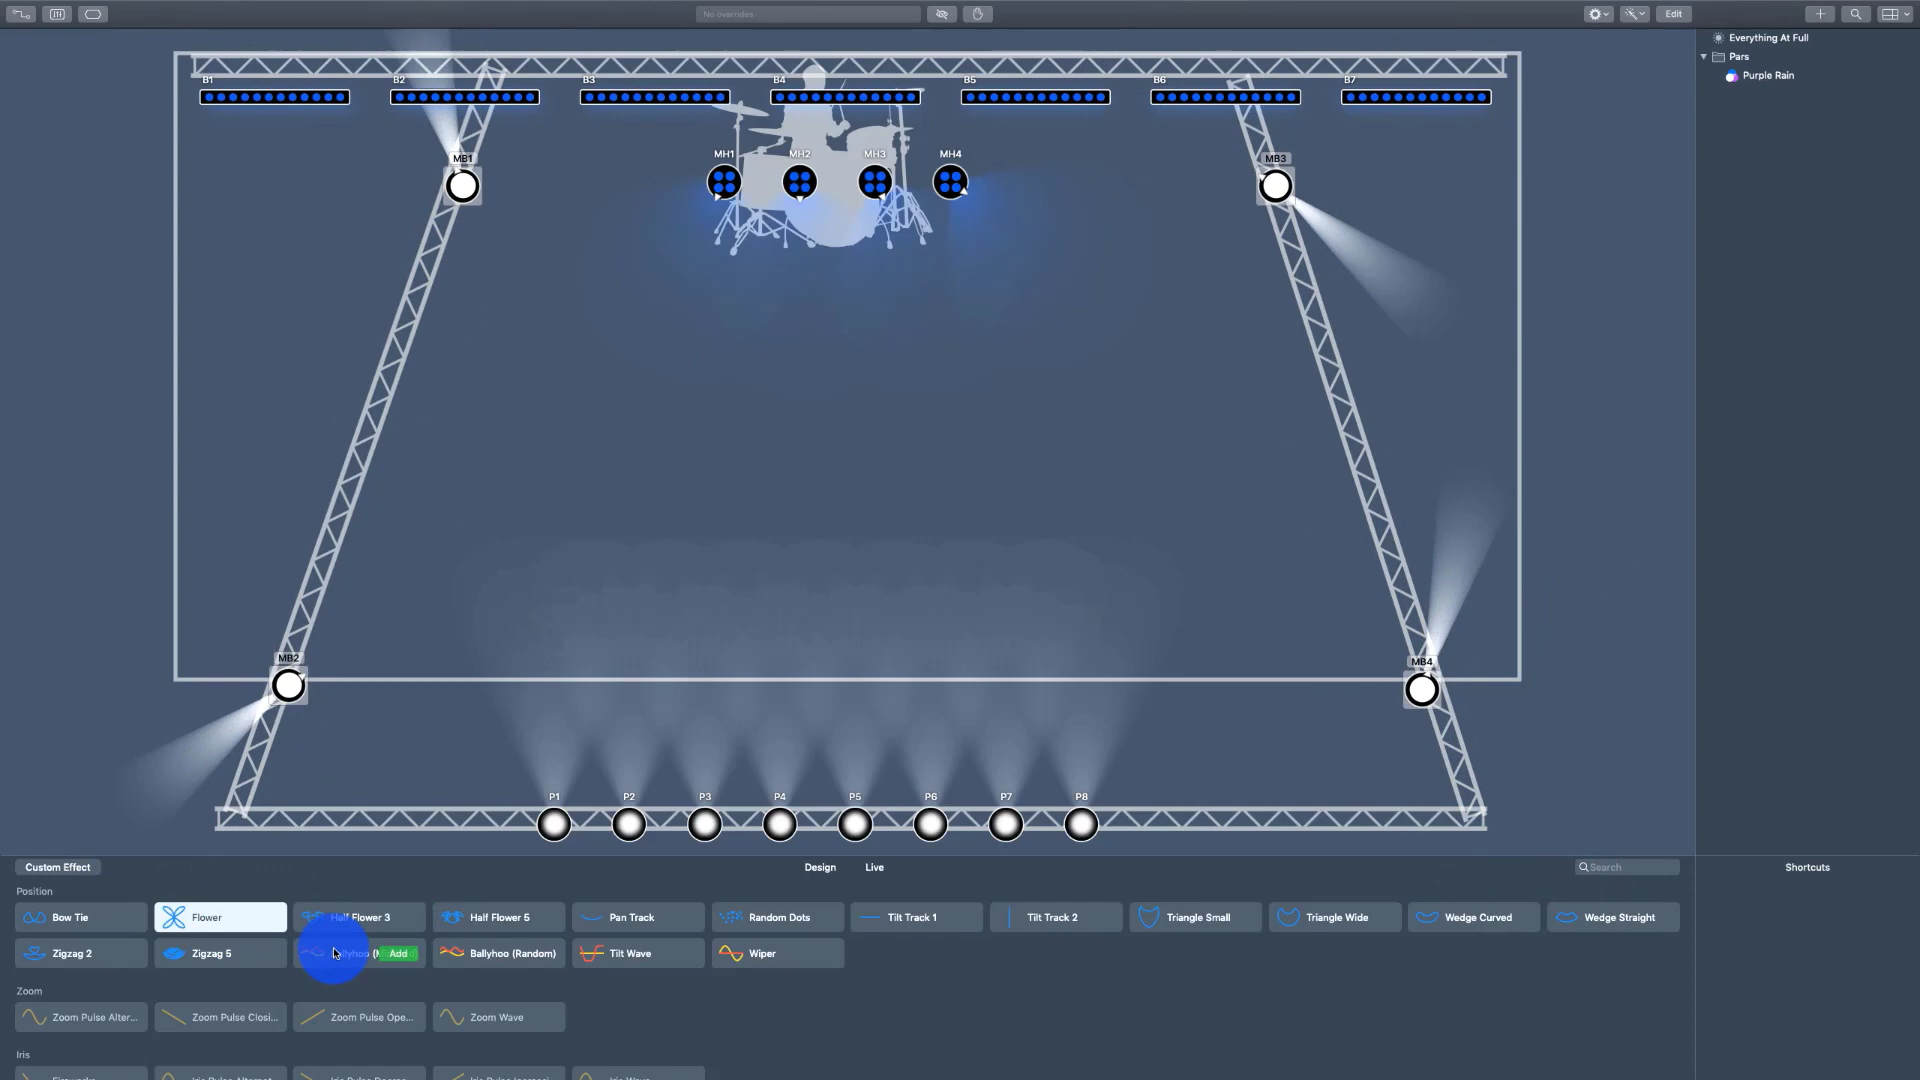 No overrides
Edit
Everything At Full
Pars
Purple Rain
B1 B2 B3 B4 B5 B6 B7
MB1 MH1 MH2 MH3 MH4 MB3
MB2 MB4
P1 P2 P3 P4 P5 P6 P7 P8
Custom Effect Design Live Search Shortcuts
Position
Bow Tie Flower Half Flower 3 Half Flower 5 Pan Track Random Dots Tilt Track 1 Tilt Track 2 Triangle Small Triangle Wide Wedge Curved Wedge Straight
Zigzag 2 Zigzag 5 Add Ballyhoo (Random) Tilt Wave Wiper
Zoom
Zoom Pulse Alter... Zoom Pulse Closi... Zoom Pulse Ope... Zoom Wave
Iris